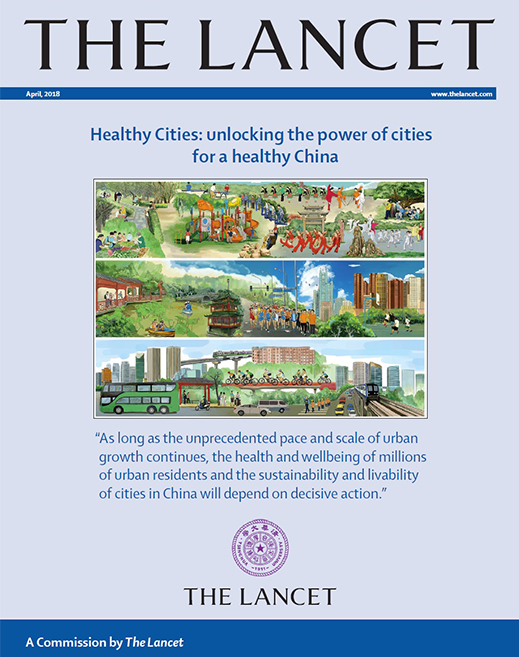 THE LANCET
April, 2018 www.thelancet.com
Healthy Cities: unlocking the power of cities
for a healthy China
“As long as the unprecedented pace and scale of urban
growth continues, the health and wellbeing of millions
of urban residents and the sustainability and livability
of cities in China will depend on decisive action.”
THE LANCET
A Commission by The Lancet